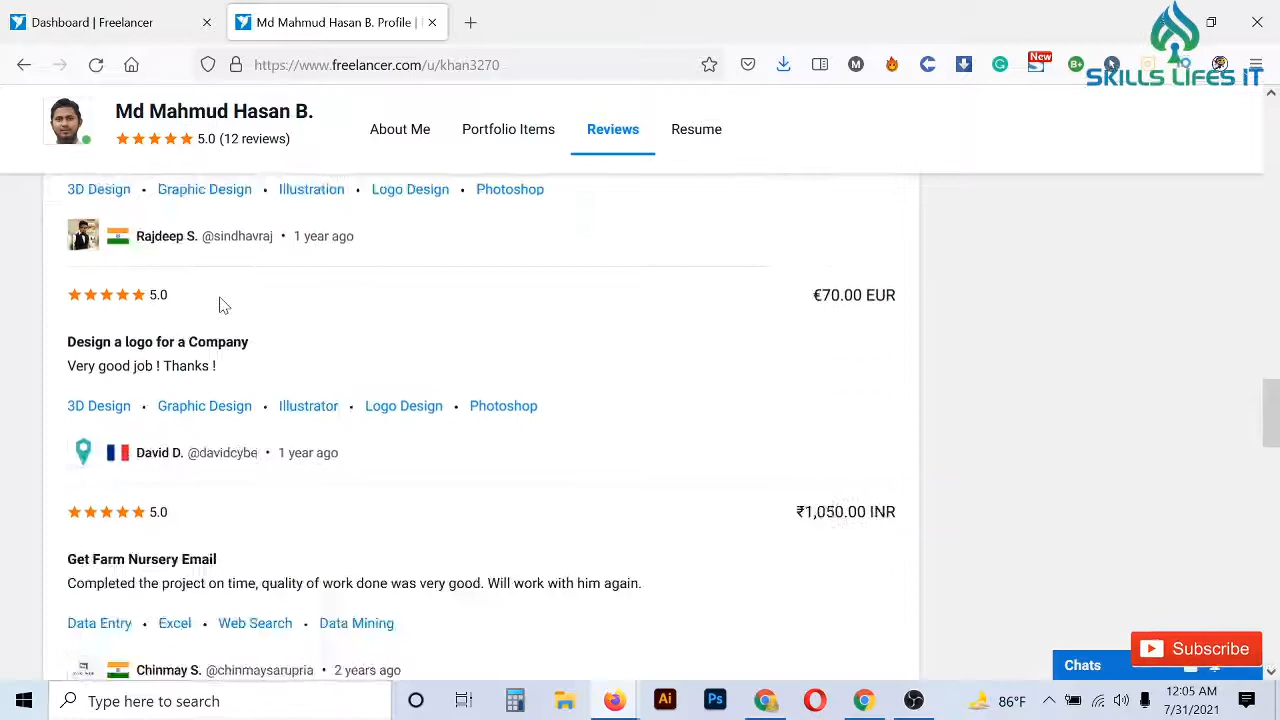 Dashboard | Freelancer
Md Mahmud Hasan B. Profile |
https://www.freelancer.com/u/khan3270
New
SKILLS LIFES IT
Md Mahmud Hasan B.
5.0 (12 reviews)
About Me
Portfolio Items
Reviews
Resume
3D Design • Graphic Design • Illustration • Logo Design • Photoshop
Rajdeep S. @sindhavraj • 1 year ago
5.0
€70.00 EUR
Design a logo for a Company
Very good job ! Thanks !
3D Design • Graphic Design • Illustrator • Logo Design • Photoshop
David D. @davidcybe • 1 year ago
5.0
₹1,050.00 INR
Get Farm Nursery Email
Completed the project on time, quality of work done was very good. Will work with him again.
Data Entry • Excel • Web Search • Data Mining
Chinmay S. @chinmaysarupria • 2 years ago
Subscribe
Chats
Type here to search
Ai
Ps
86°F
12:05 AM
7/31/2021